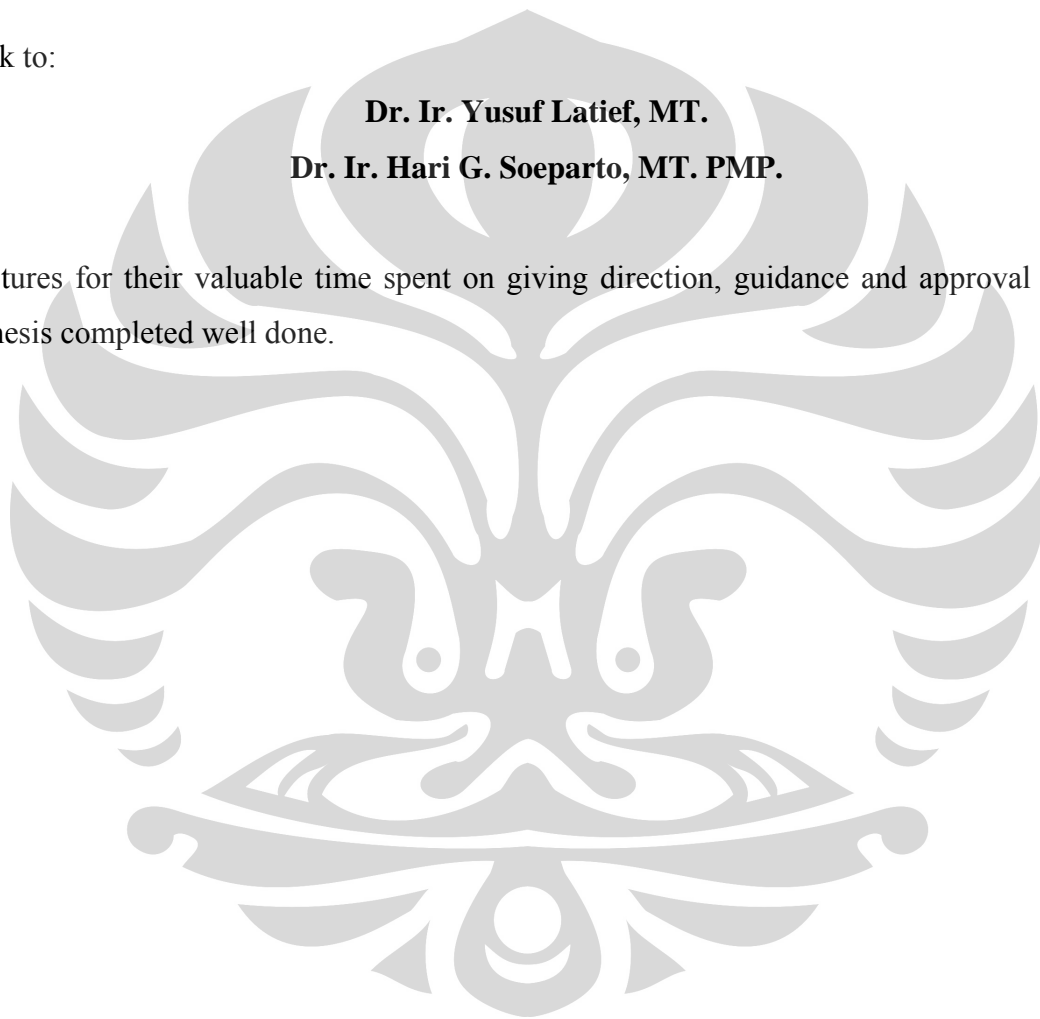 k to:
Dr. Ir. Yusuf Latief, MT.
Dr. Ir. Hari G. Soeparto, MT. PMP.
tures for their valuable time spent on giving direction, guidance and approval
nesis completed well done.